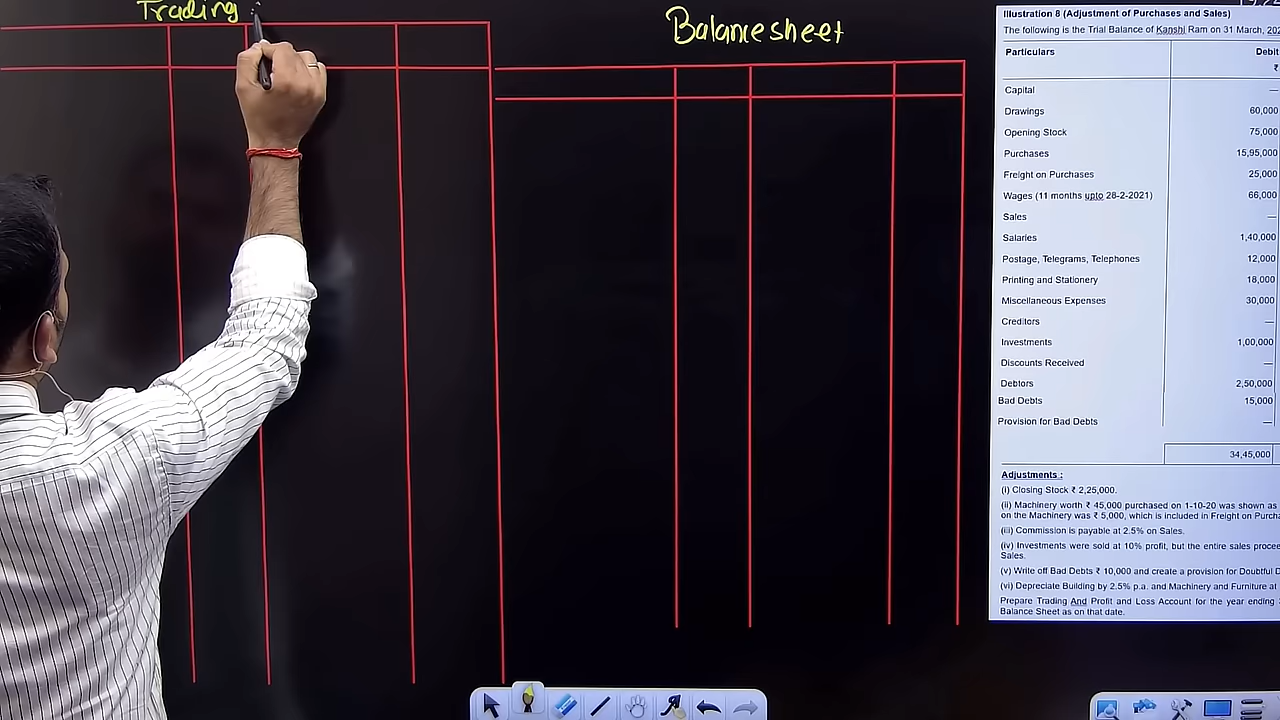 Trading
Balance sheet
Illustration 8 (Adjustment of Purchases and Sales)
The following is the Trial Balance of Kanshi Ram on 31 March, 202
Particulars Debit
₹
Capital —
Drawings 60,000
Opening Stock 75,000
Purchases 15,95,000
Freight on Purchases 25,000
Wages (11 months upto 28-2-2021) 66,000
Sales —
Salaries 1,40,000
Postage, Telegrams, Telephones 12,000
Printing and Stationery 18,000
Miscellaneous Expenses 30,000
Creditors —
Investments 1,00,000
Discounts Received —
Debtors 2,50,000
Bad Debts 15,000
Provision for Bad Debts —
34,45,000
Adjustments :
(i) Closing Stock ₹ 2,25,000.
(ii) Machinery worth ₹ 45,000 purchased on 1-10-20 was shown as
on the Machinery was ₹ 5,000, which is included in Freight on Purcha
(iii) Commission is payable at 2.5% on Sales.
(iv) Investments were sold at 10% profit, but the entire sales procee
Sales.
(v) Write off Bad Debts ₹ 10,000 and create a provision for Doubtful D
(vi) Depreciate Building by 2.5% p.a. and Machinery and Furniture at
Prepare Trading And Profit and Loss Account for the year ending
Balance Sheet as on that date.